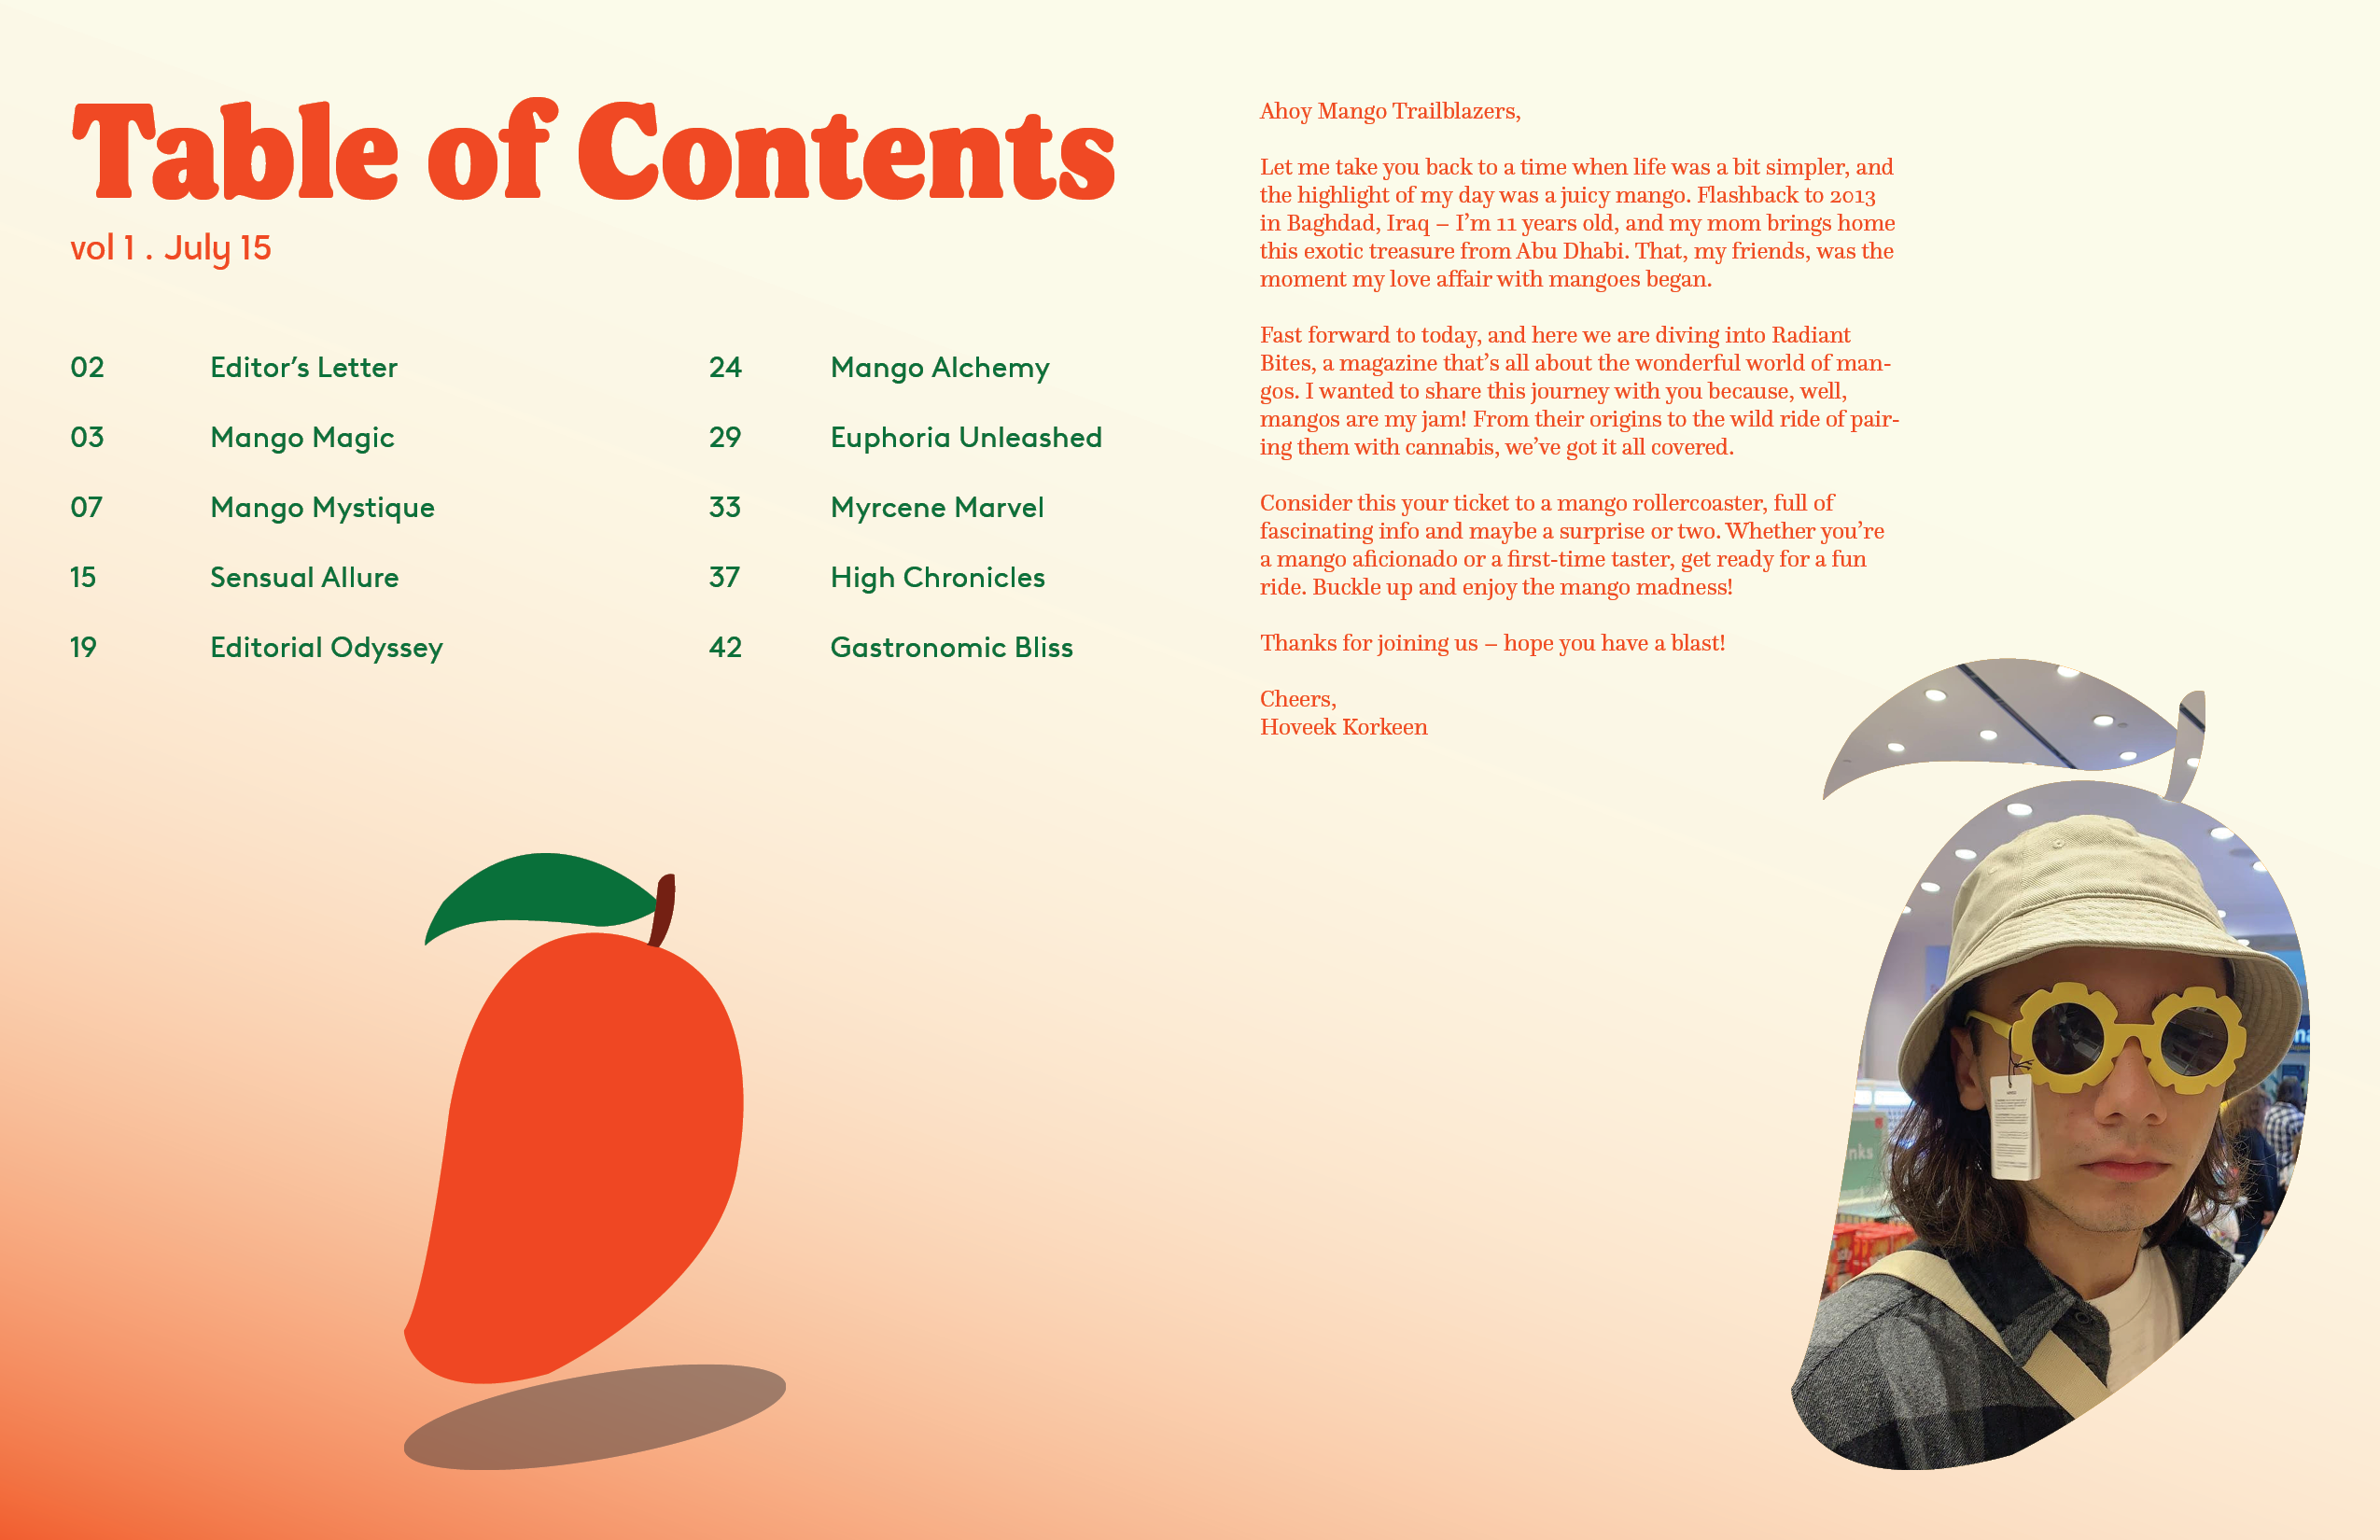 Table of Contents
vol 1 . July 15
02 Editor’s Letter
03 Mango Magic
07 Mango Mystique
15 Sensual Allure
19 Editorial Odyssey
24 Mango Alchemy
29 Euphoria Unleashed
33 Myrcene Marvel
37 High Chronicles
42 Gastronomic Bliss
Ahoy Mango Trailblazers,
Let me take you back to a time when life was a bit simpler, and
the highlight of my day was a juicy mango. Flashback to 2013
in Baghdad, Iraq – I’m 11 years old, and my mom brings home
this exotic treasure from Abu Dhabi. That, my friends, was the
moment my love affair with mangoes began.
Fast forward to today, and here we are diving into Radiant
Bites, a magazine that’s all about the wonderful world of man-
gos. I wanted to share this journey with you because, well,
mangos are my jam! From their origins to the wild ride of pair-
ing them with cannabis, we’ve got it all covered.
Consider this your ticket to a mango rollercoaster, full of
fascinating info and maybe a surprise or two. Whether you’re
a mango aficionado or a first-time taster, get ready for a fun
ride. Buckle up and enjoy the mango madness!
Thanks for joining us – hope you have a blast!
Cheers,
Hoveek Korkeen